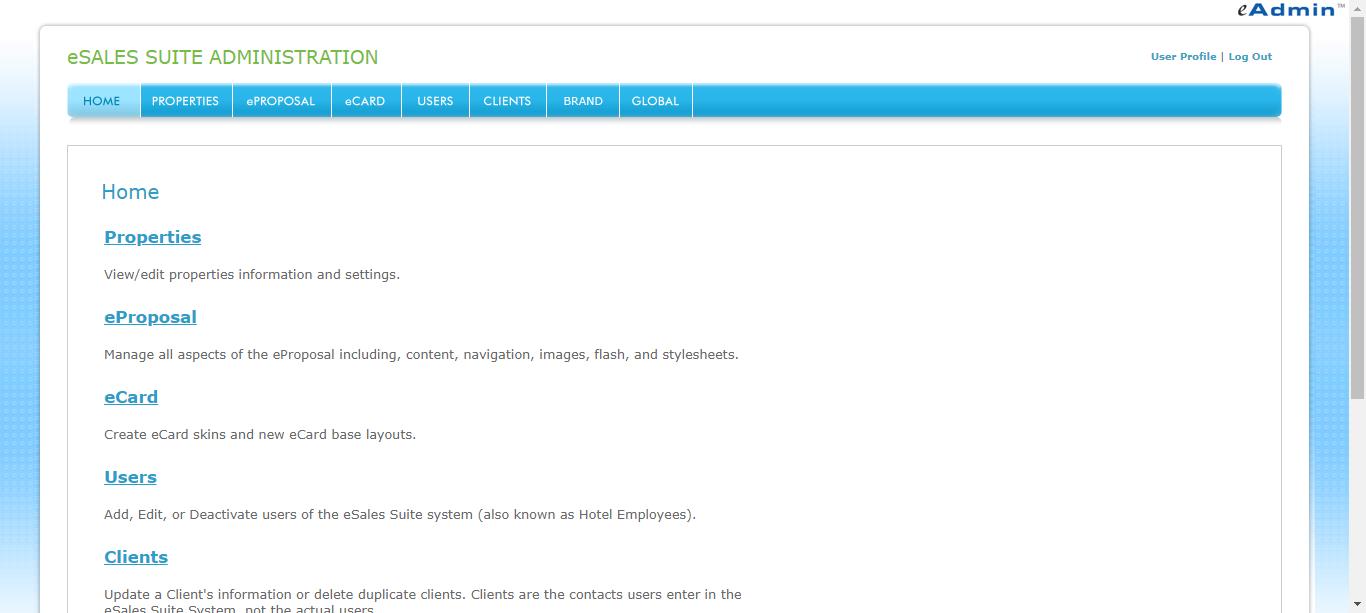 eAdmin™
eSALES SUITE ADMINISTRATION
User Profile | Log Out
HOME PROPERTIES ePROPOSAL eCARD USERS CLIENTS BRAND GLOBAL
Home
Properties
View/edit properties information and settings.
eProposal
Manage all aspects of the eProposal including, content, navigation, images, flash, and stylesheets.
eCard
Create eCard skins and new eCard base layouts.
Users
Add, Edit, or Deactivate users of the eSales Suite system (also known as Hotel Employees).
Clients
Update a Client's information or delete duplicate clients. Clients are the contacts users enter in the
eSales Suite System, not the actual users.